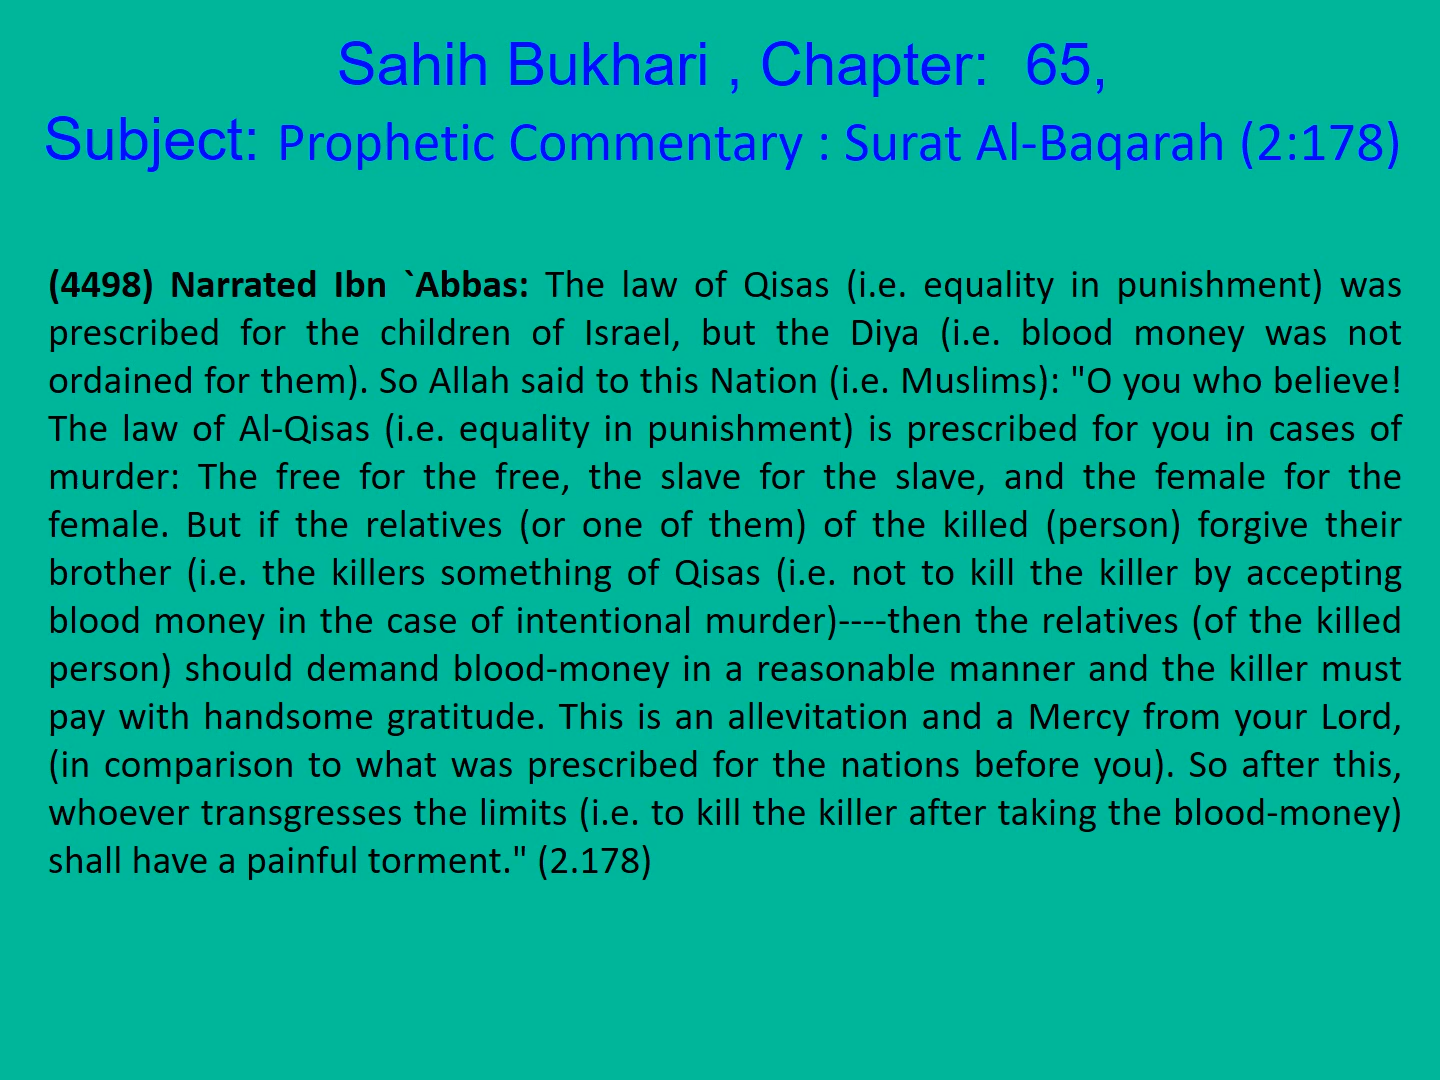 Sahih Bukhari , Chapter: 65,
Subject: Prophetic Commentary : Surat Al-Baqarah (2:178)
(4498) Narrated Ibn `Abbas: The law of Qisas (i.e. equality in punishment) was
prescribed for the children of Israel, but the Diya (i.e. blood money was not
ordained for them). So Allah said to this Nation (i.e. Muslims): "O you who believe!
The law of Al-Qisas (i.e. equality in punishment) is prescribed for you in cases of
murder: The free for the free, the slave for the slave, and the female for the
female. But if the relatives (or one of them) of the killed (person) forgive their
brother (i.e. the killers something of Qisas (i.e. not to kill the killer by accepting
blood money in the case of intentional murder)----then the relatives (of the killed
person) should demand blood-money in a reasonable manner and the killer must
pay with handsome gratitude. This is an allevitation and a Mercy from your Lord,
(in comparison to what was prescribed for the nations before you). So after this,
whoever transgresses the limits (i.e. to kill the killer after taking the blood-money)
shall have a painful torment." (2.178)